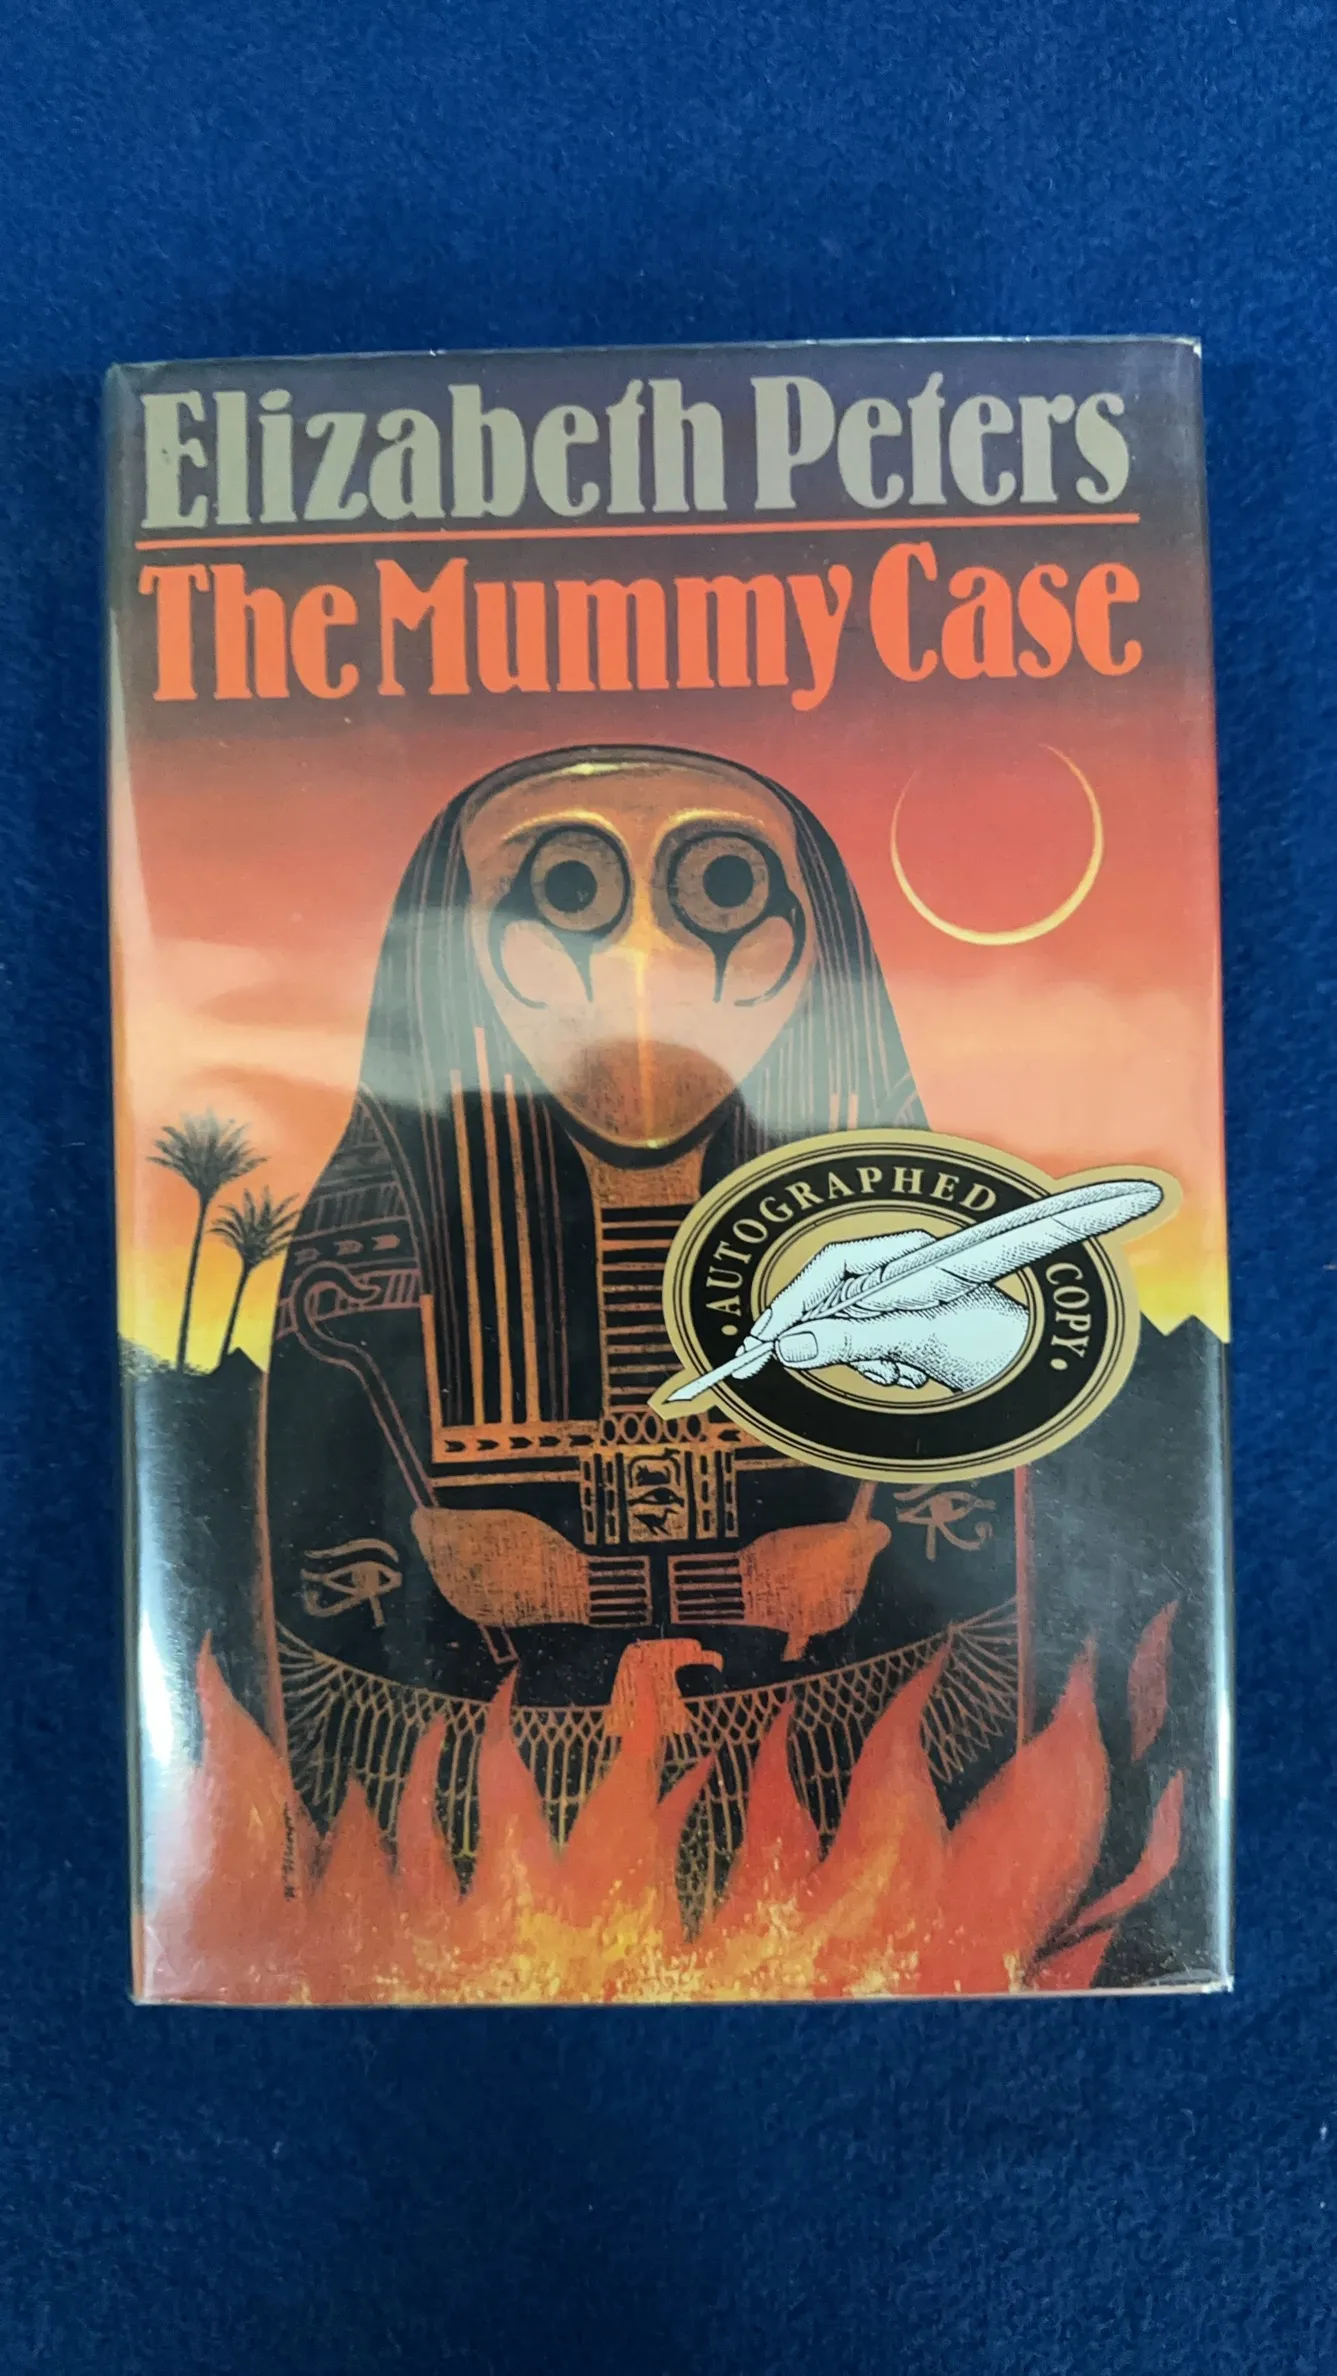 Elizabeth Peters
The Mummy Case
• AUTOGRAPHED COPY •